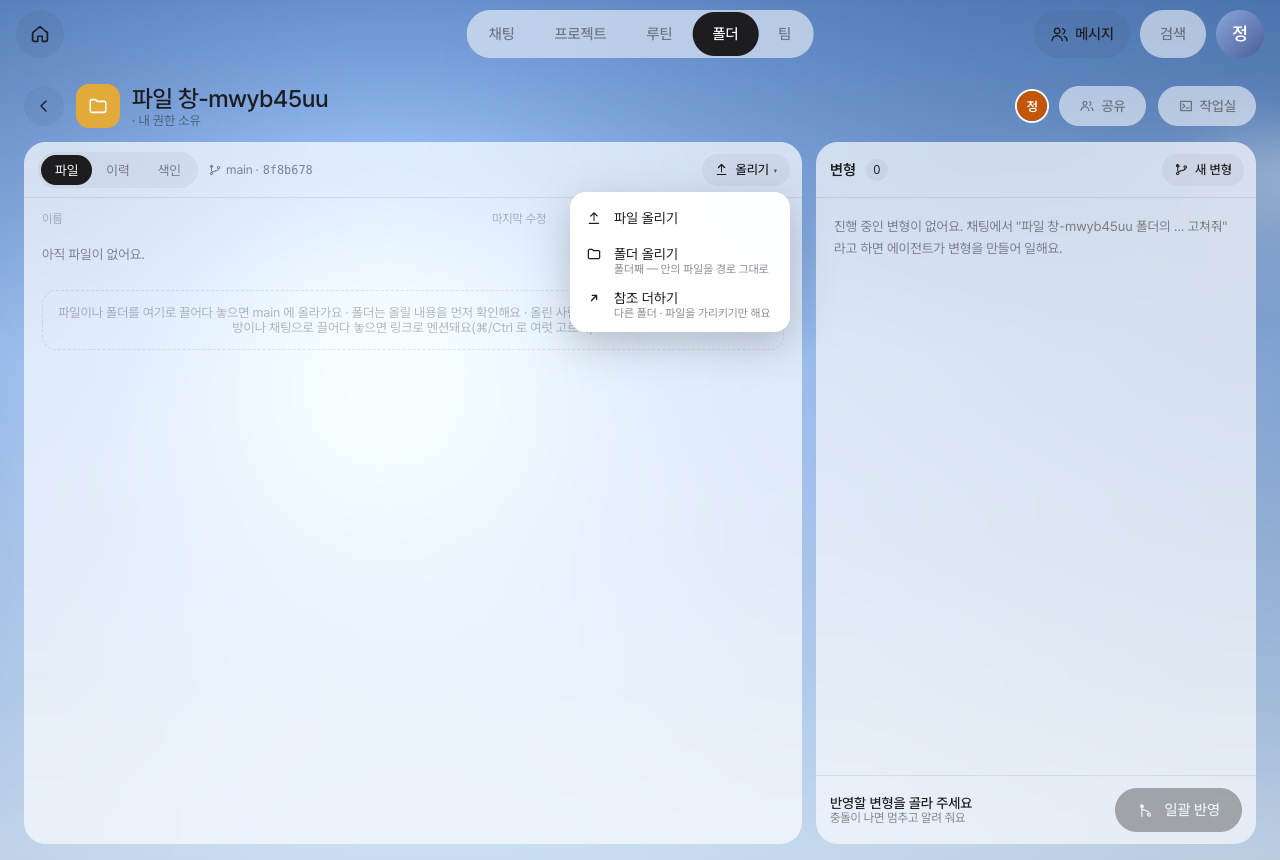 채팅 프로젝트 루틴 폴더 팀
메시지 검색 정
파일 창-mwyb45uu
· 내 권한 소유
정 공유 작업실
파일 이력 색인 main · 8f8b678 올리기
이름 마지막 수정
아직 파일이 없어요.
파일이나 폴더를 여기로 끌어다 놓으면 main 에 올라가요 · 폴더는 올릴 내용을 먼저 확인해요 · 올린
방이나 채팅으로 끌어다 놓으면 링크로 멘션돼요(⌘/Ctrl 로 여럿
파일 올리기
폴더 올리기
폴더째 — 안의 파일을 경로 그대로
참조 더하기
다른 폴더 · 파일을 가리키기만 해요
변형 0 새 변형
진행 중인 변형이 없어요. 채팅에서 "파일 창-mwyb45uu 폴더의 ... 고쳐줘"
라고 하면 에이전트가 변형을 만들어 일해요.
반영할 변형을 골라 주세요
충돌이 나면 멈추고 알려 줘요
일괄 반영